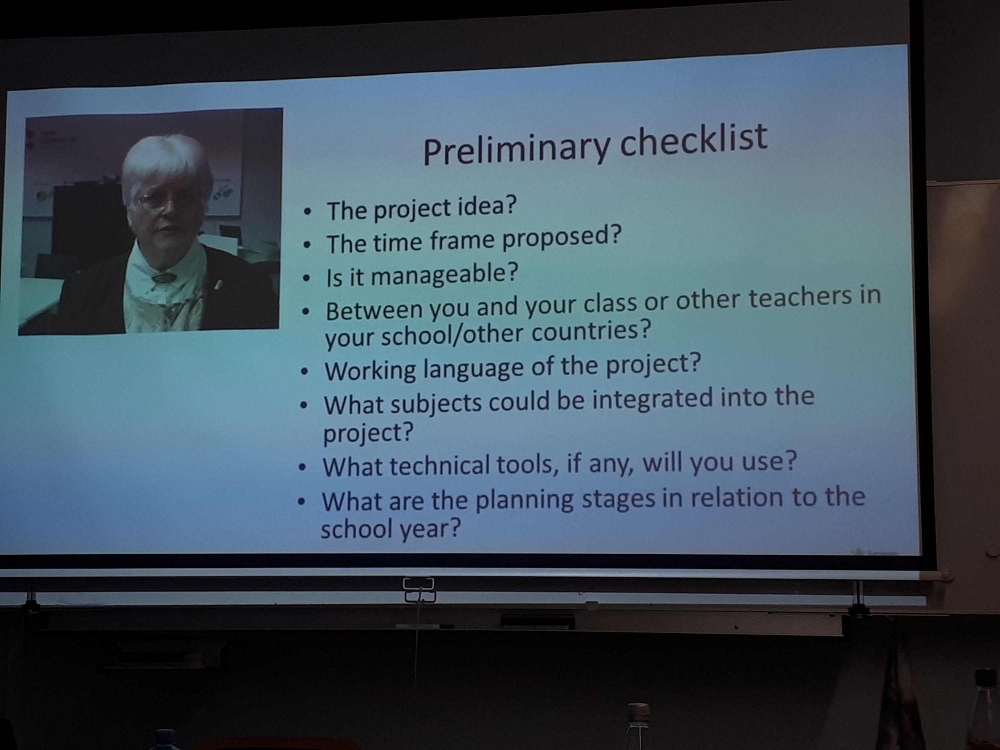 Preliminary checklist
• The project idea?
• The time frame proposed?
• Is it manageable?
• Between you and your class or other teachers in
your school/other countries?
• Working language of the project?
• What subjects could be integrated into the
project?
• What technical tools, if any, will you use?
• What are the planning stages in relation to the
school year?